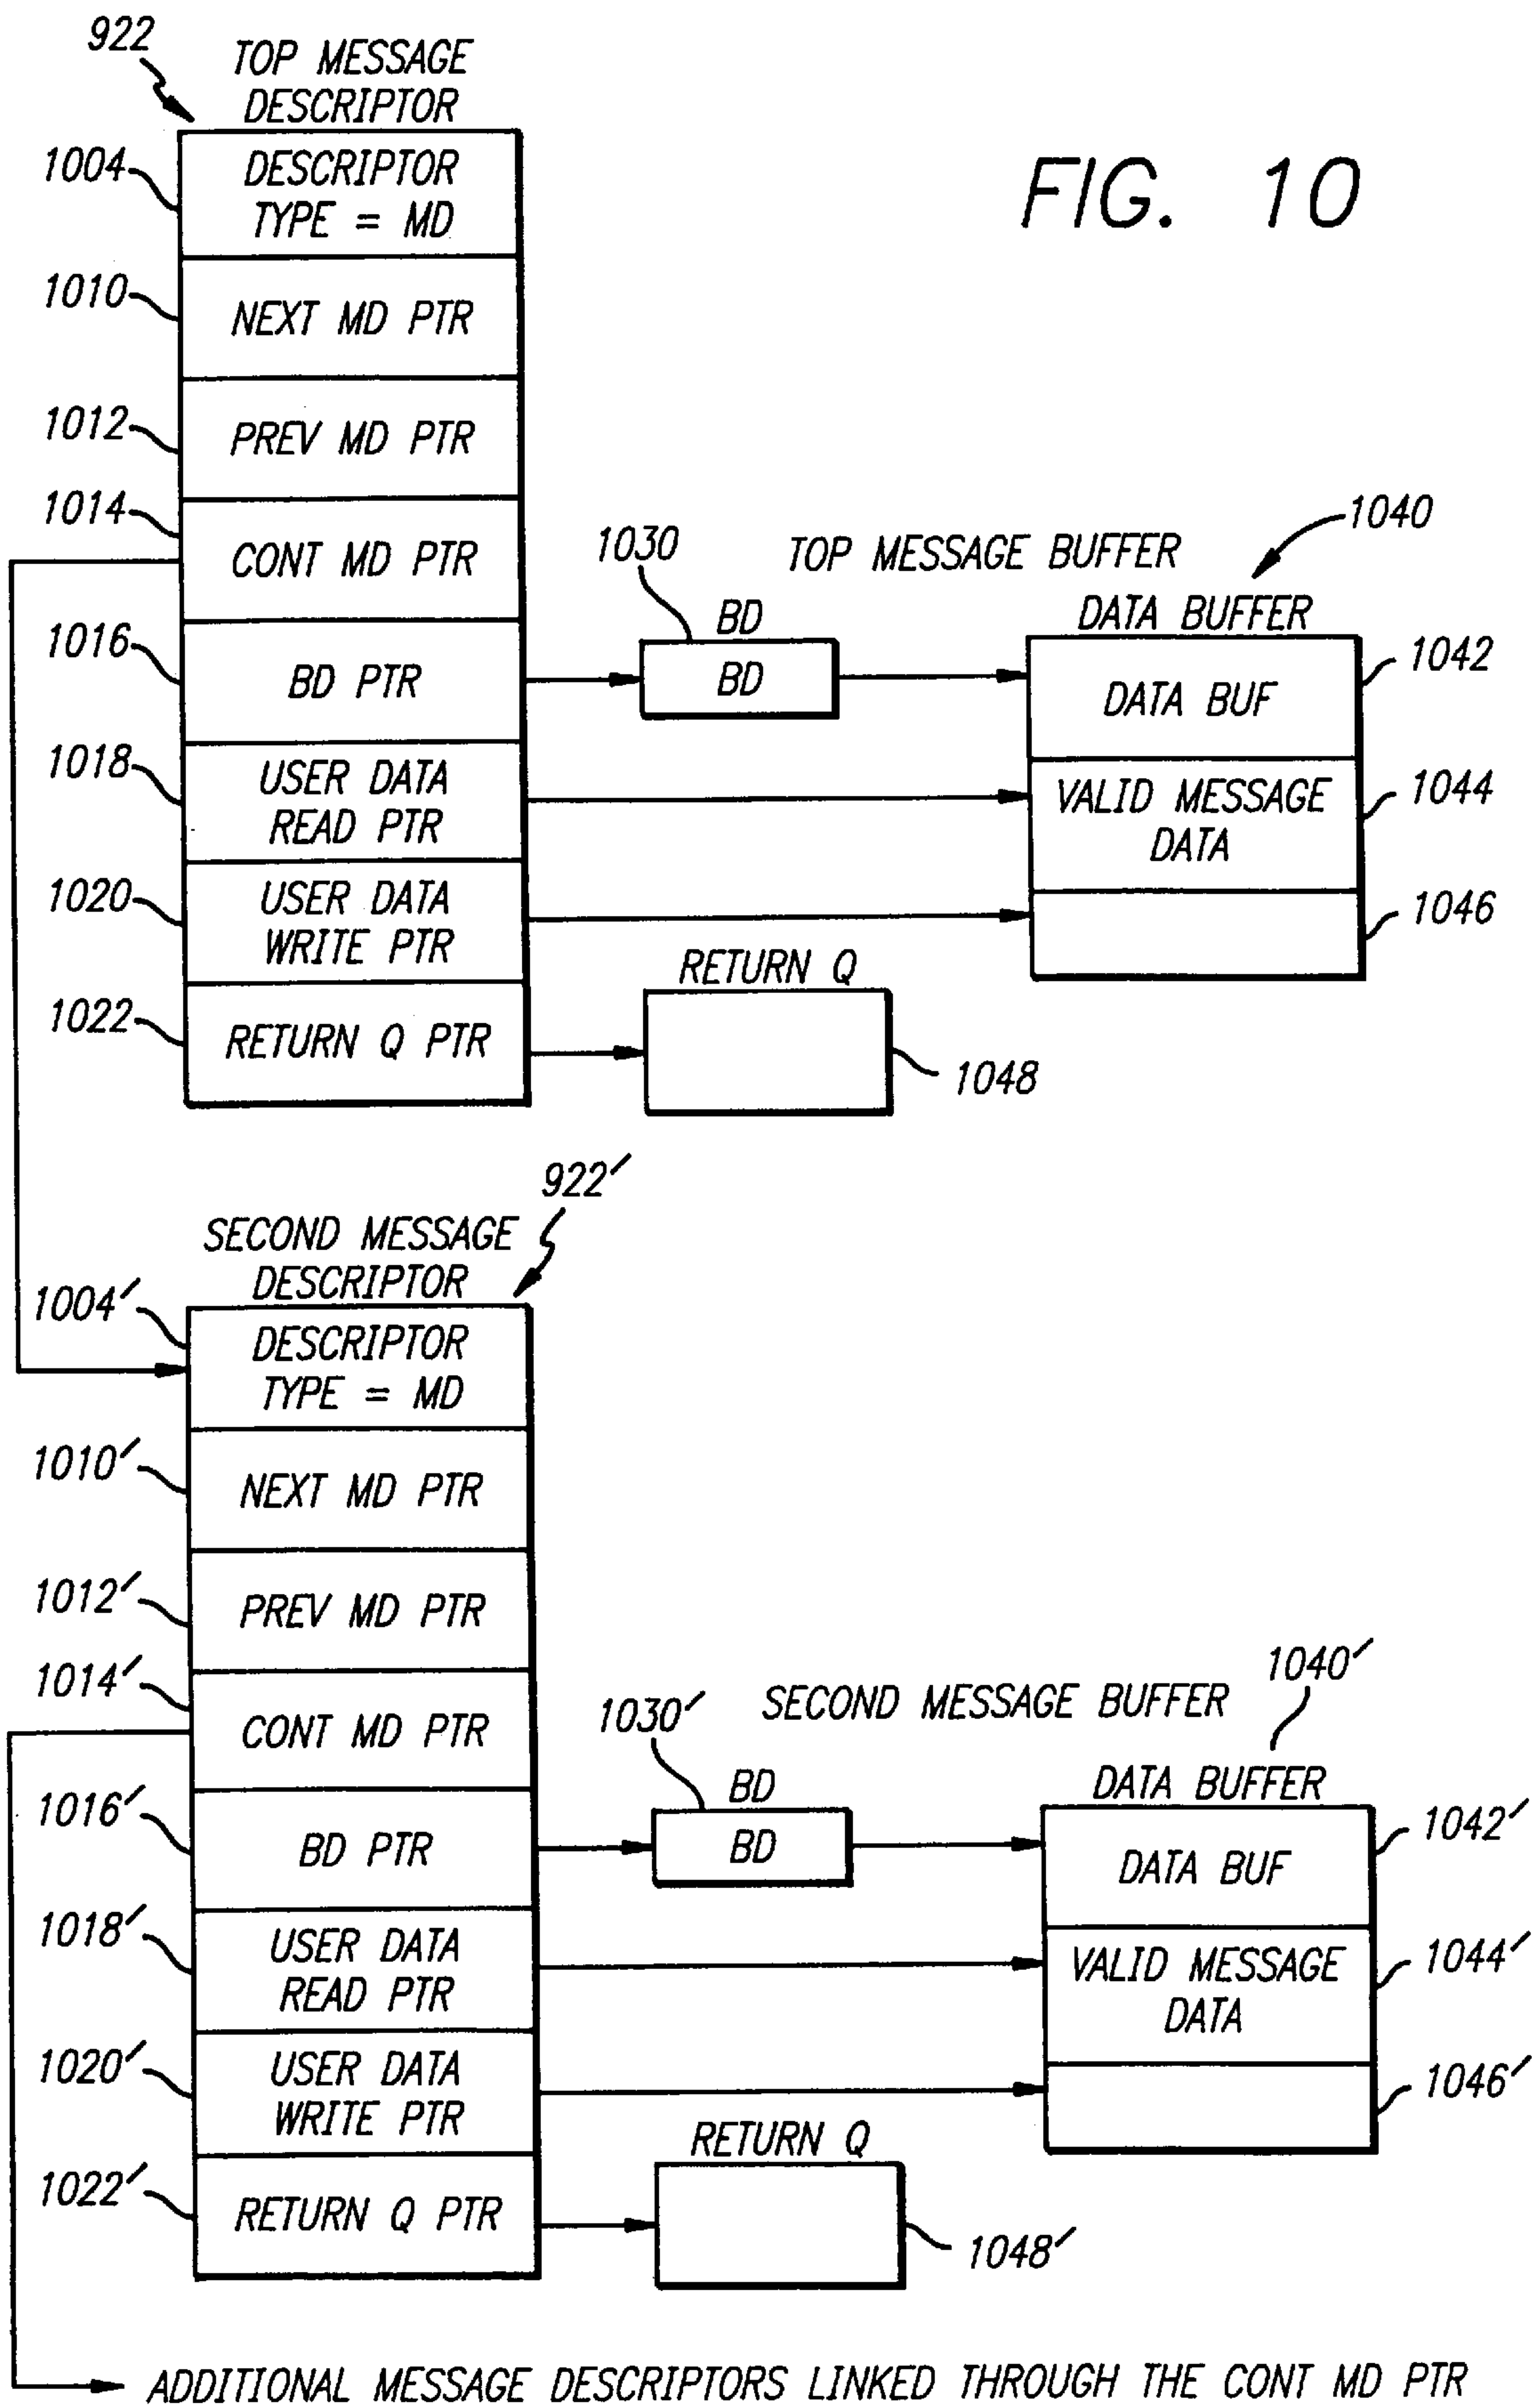 FIG. 10
922
TOP MESSAGE
DESCRIPTOR
1004
DESCRIPTOR
TYPE = MD
1010
NEXT MD PTR
1012
PREV MD PTR
1014
CONT MD PTR
1016
BD PTR
1018
USER DATA
READ PTR
1020
USER DATA
WRITE PTR
1022
RETURN Q PTR
1030
BD
BD
TOP MESSAGE BUFFER
1040
DATA BUFFER
DATA BUF
1042
VALID MESSAGE
DATA
1044
1046
RETURN Q
1048
922'
SECOND MESSAGE
DESCRIPTOR
1004'
DESCRIPTOR
TYPE = MD
1010'
NEXT MD PTR
1012'
PREV MD PTR
1014'
CONT MD PTR
1016'
BD PTR
1018'
USER DATA
READ PTR
1020'
USER DATA
WRITE PTR
1022'
RETURN Q PTR
1030'
BD
BD
SECOND MESSAGE BUFFER
1040'
DATA BUFFER
DATA BUF
1042'
VALID MESSAGE
DATA
1044'
1046'
RETURN Q
1048'
ADDITIONAL MESSAGE DESCRIPTORS LINKED THROUGH THE CONT MD PTR